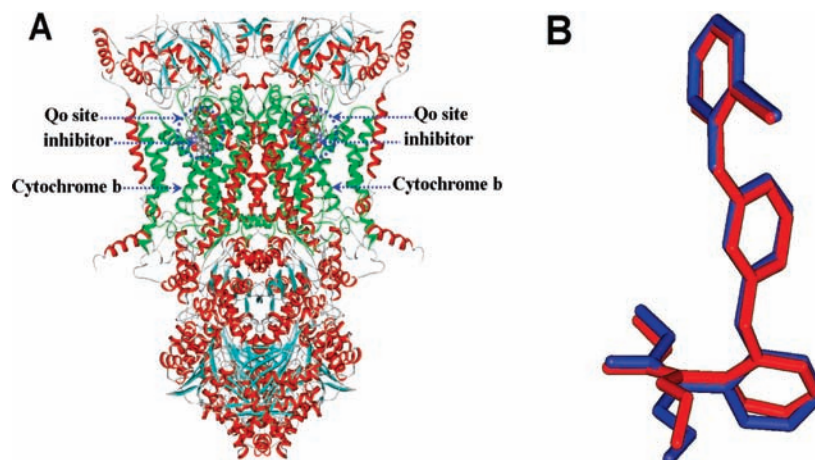 A
B
Qo site
Qo site
inhibitor
inhibitor
Cytochrome b
Cytochrome b